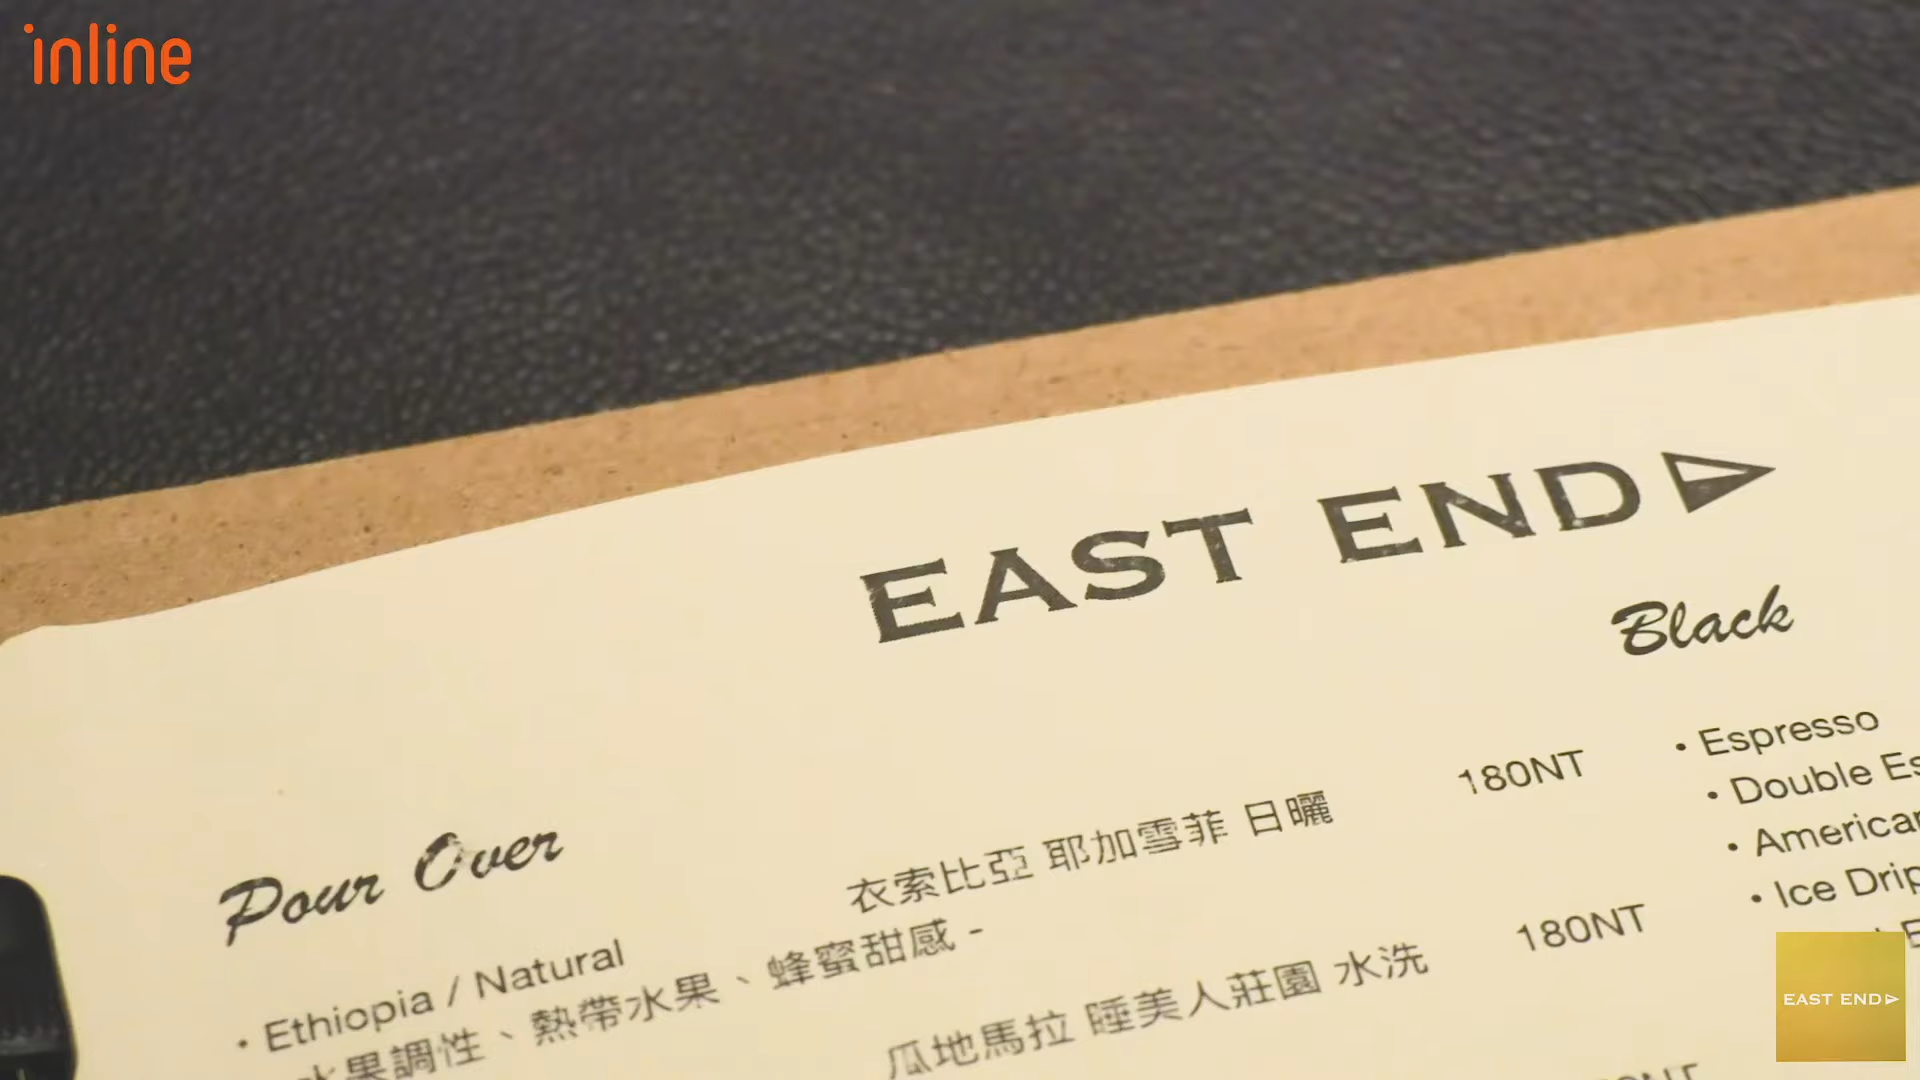 inline
EAST END
Black
Pour Over
• Espresso
• Double
•
• Ice Drip
• Ethiopia / Natural
衣索比亞 耶加雪菲 日曬 180NT
水果調性、熱帶水果、蜂蜜甜感 -
瓜地馬拉 睡美人莊園 水洗 180NT
EAST END